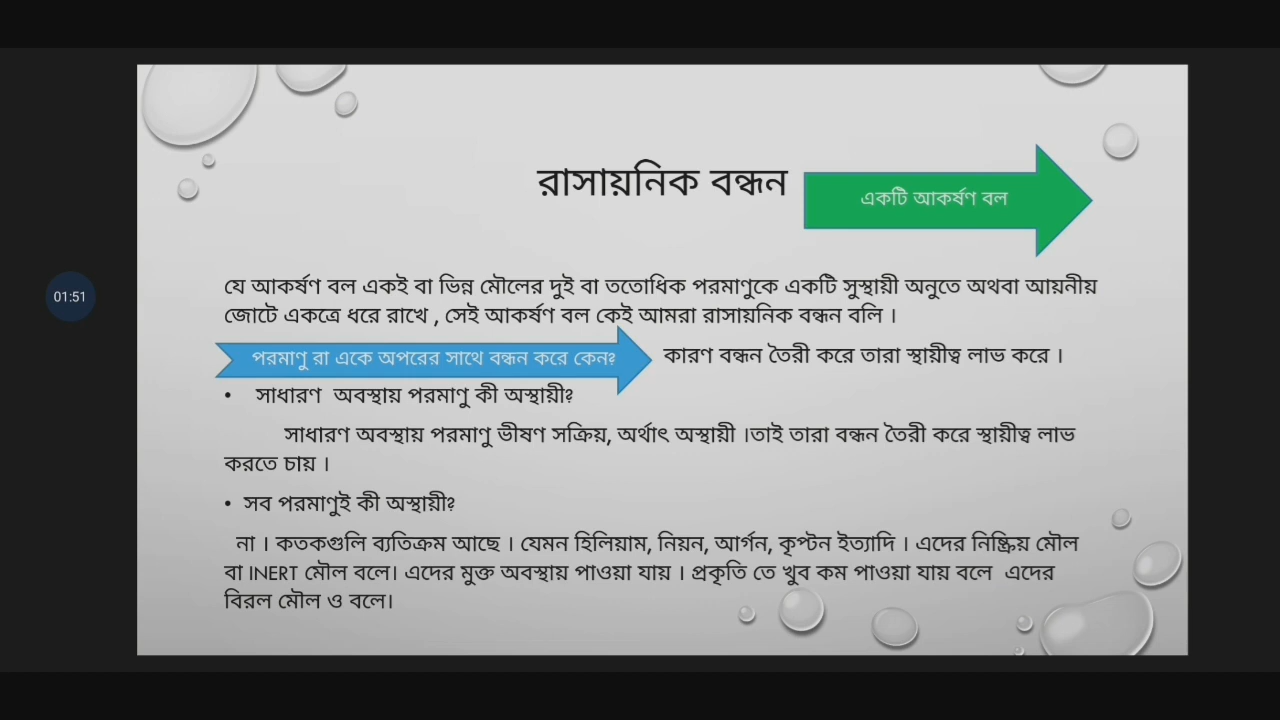 রাসায়নিক বন্ধন
একটি আকর্ষণ বল
যে আকর্ষণ বল একই বা ভিন্ন মৌলের দুই বা ততোধিক পরমাণুকে একটি সুস্থায়ী অনুতে অথবা আয়নীয়
জোটে একত্রে ধরে রাখে , সেই আকর্ষণ বল কেই আমরা রাসায়নিক বন্ধন বলি ।
পরমাণু রা একে অপরের সাথে বন্ধন করে কেন? কারণ বন্ধন তৈরী করে তারা স্থায়ীত্ব লাভ করে ।
01:51
• সাধারণ অবস্থায় পরমাণু কী অস্থায়ী?
সাধারণ অবস্থায় পরমাণু ভীষণ সক্রিয়, অর্থাৎ অস্থায়ী ।তাই তারা বন্ধন তৈরী করে স্থায়ীত্ব লাভ
করতে চায় ।
• সব পরমাণুই কী অস্থায়ী?
না । কতকগুলি ব্যতিক্রম আছে । যেমন হিলিয়াম, নিয়ন, আর্গন, কৃপ্টন ইত্যাদি । এদের নিষ্ক্রিয় মৌল
বা INERT মৌল বলে। এদের মুক্ত অবস্থায় পাওয়া যায় । প্রকৃতি তে খুব কম পাওয়া যায় বলে এদের
বিরল মৌল ও বলে।